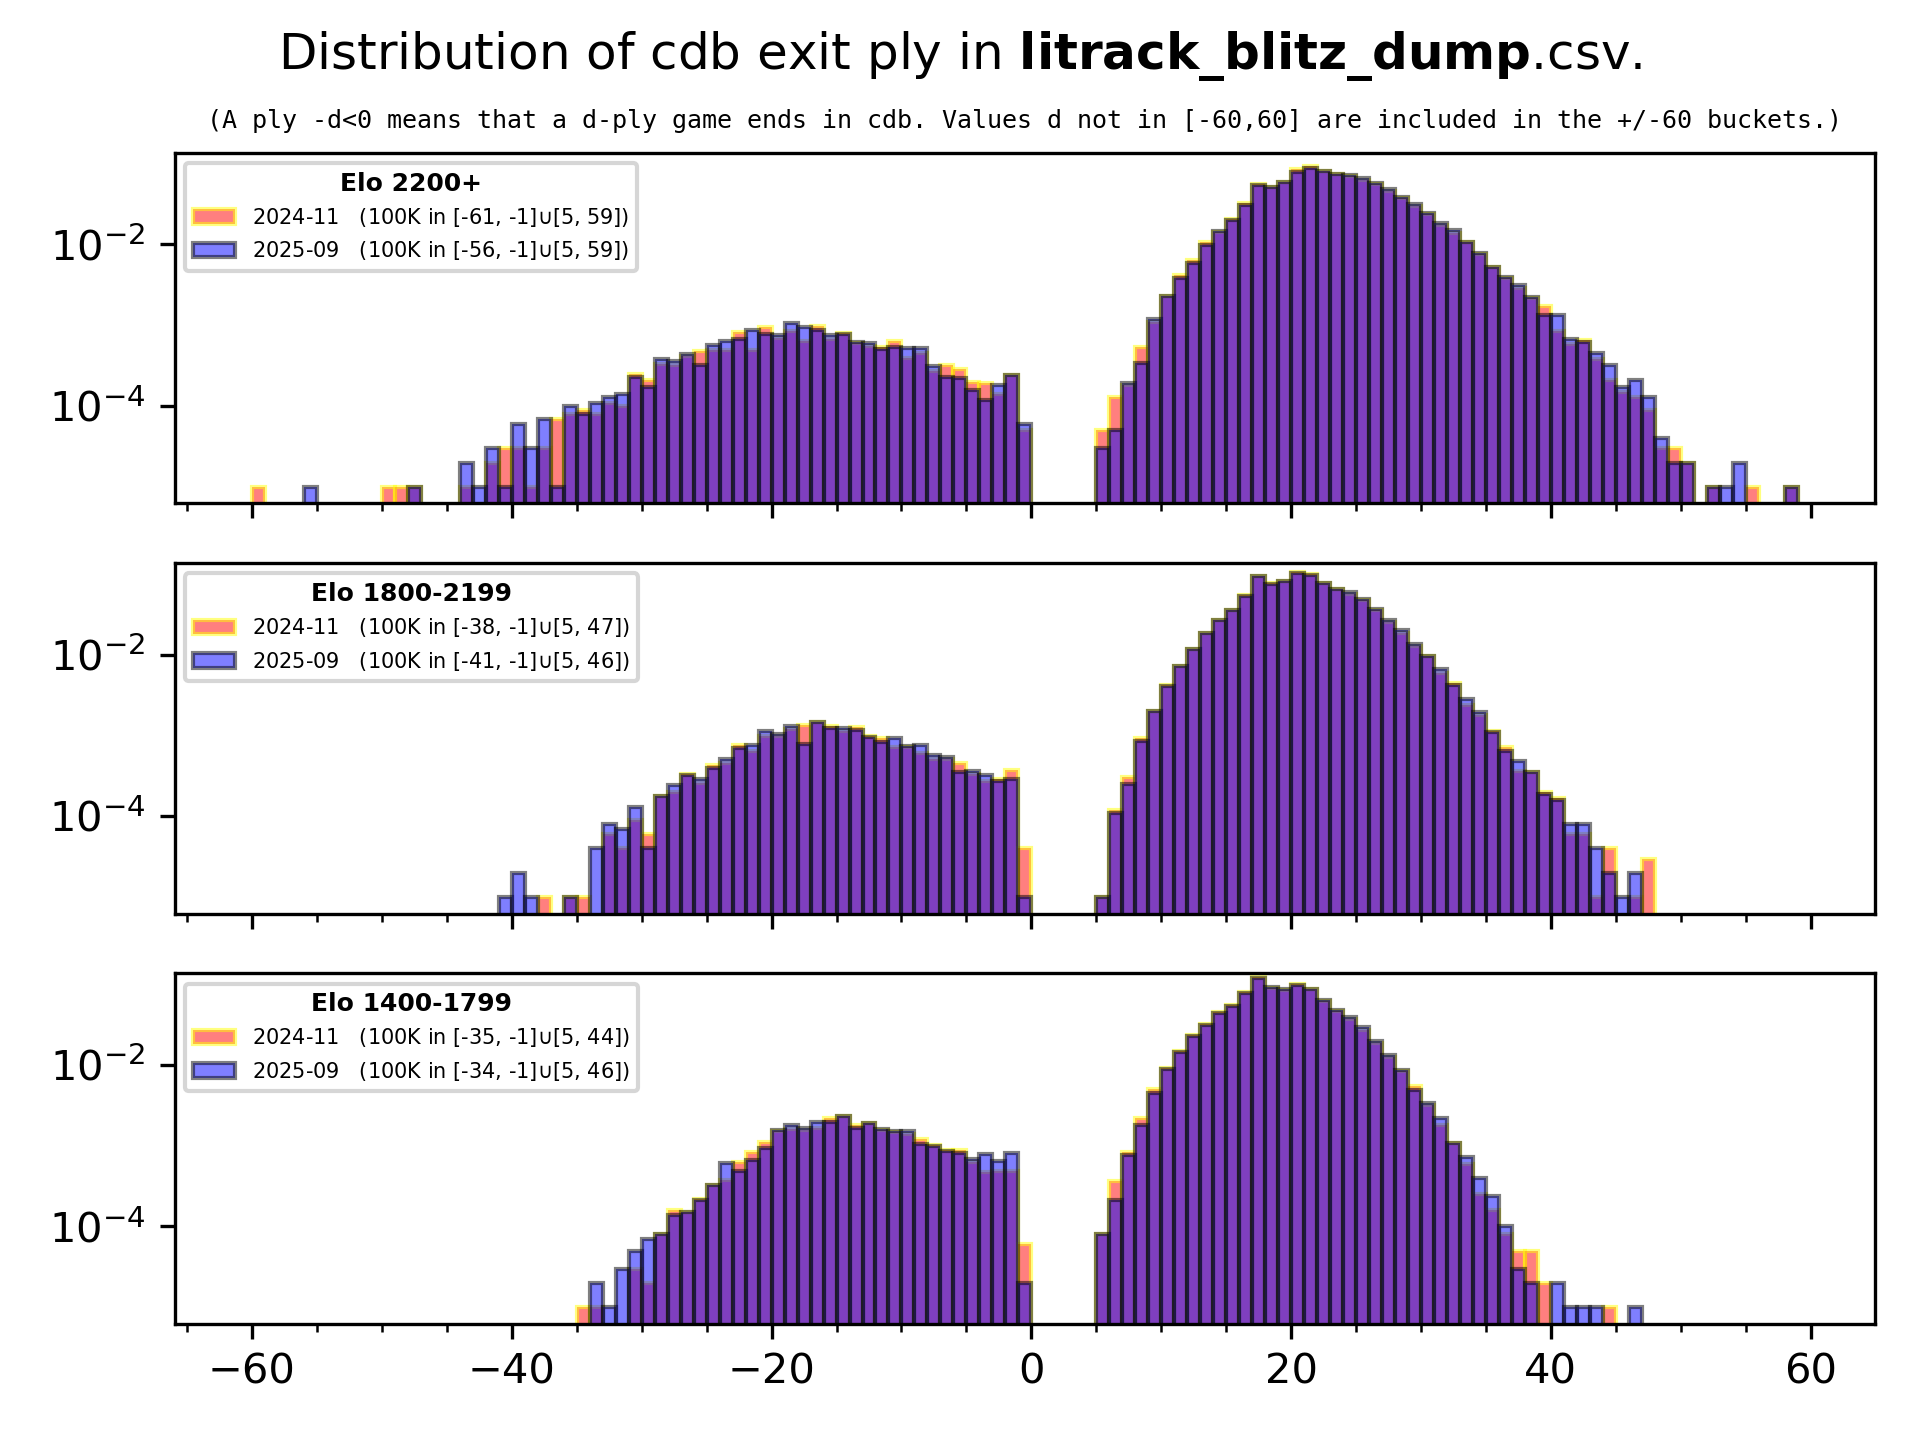 Distribution of cdb exit ply in litrack_blitz_dump.csv.
(A ply -d<0 means that a d-ply game ends in cdb. Values d not in [-60,60] are included in the +/-60 buckets.)
Elo 2200+
2024-11 (100K in [-61, -1]∪[5, 59])
2025-09 (100K in [-56, -1]∪[5, 59])
10⁻²
10⁻⁴
Elo 1800-2199
2024-11 (100K in [-38, -1]∪[5, 47])
2025-09 (100K in [-41, -1]∪[5, 46])
10⁻²
10⁻⁴
Elo 1400-1799
2024-11 (100K in [-35, -1]∪[5, 44])
2025-09 (100K in [-34, -1]∪[5, 46])
10⁻²
10⁻⁴
−60 −40 −20 0 20 40 60